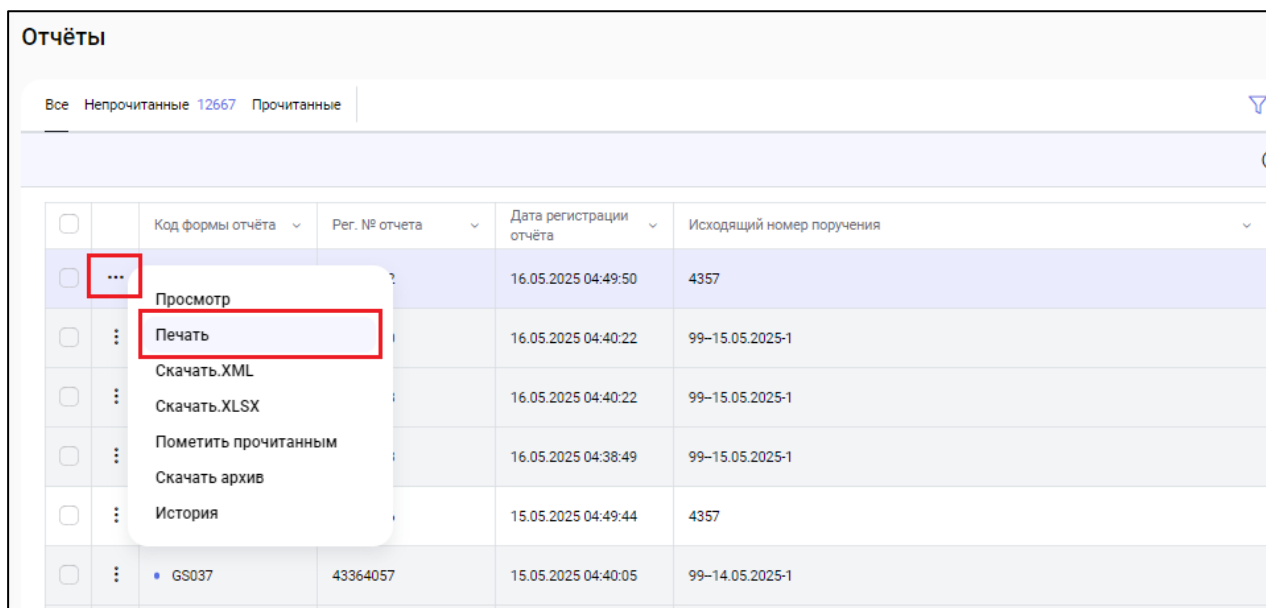 Отчёты
Все Непрочитанные 12667 Прочитанные
Код формы отчёта Рег. № отчета Дата регистрации отчёта Исходящий номер поручения
16.05.2025 04:49:50 4357
Просмотр
Печать
16.05.2025 04:40:22 99–15.05.2025-1
Скачать.XML
16.05.2025 04:40:22 99–15.05.2025-1
Скачать.XLSX
Пометить прочитанным
16.05.2025 04:38:49 99–15.05.2025-1
Скачать архив
История
15.05.2025 04:49:44 4357
GS037 43364057 15.05.2025 04:40:05 99–14.05.2025-1